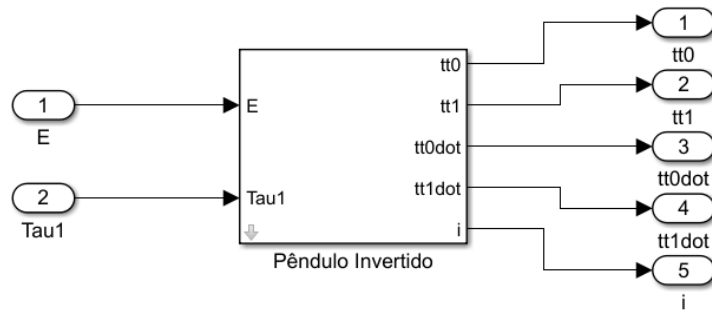 1
E
2
Tau1
E
Tau1
tt0
tt1
tt0dot
tt1dot
i
Pêndulo Invertido
1
tt0
2
tt1
3
tt0dot
4
tt1dot
5
i